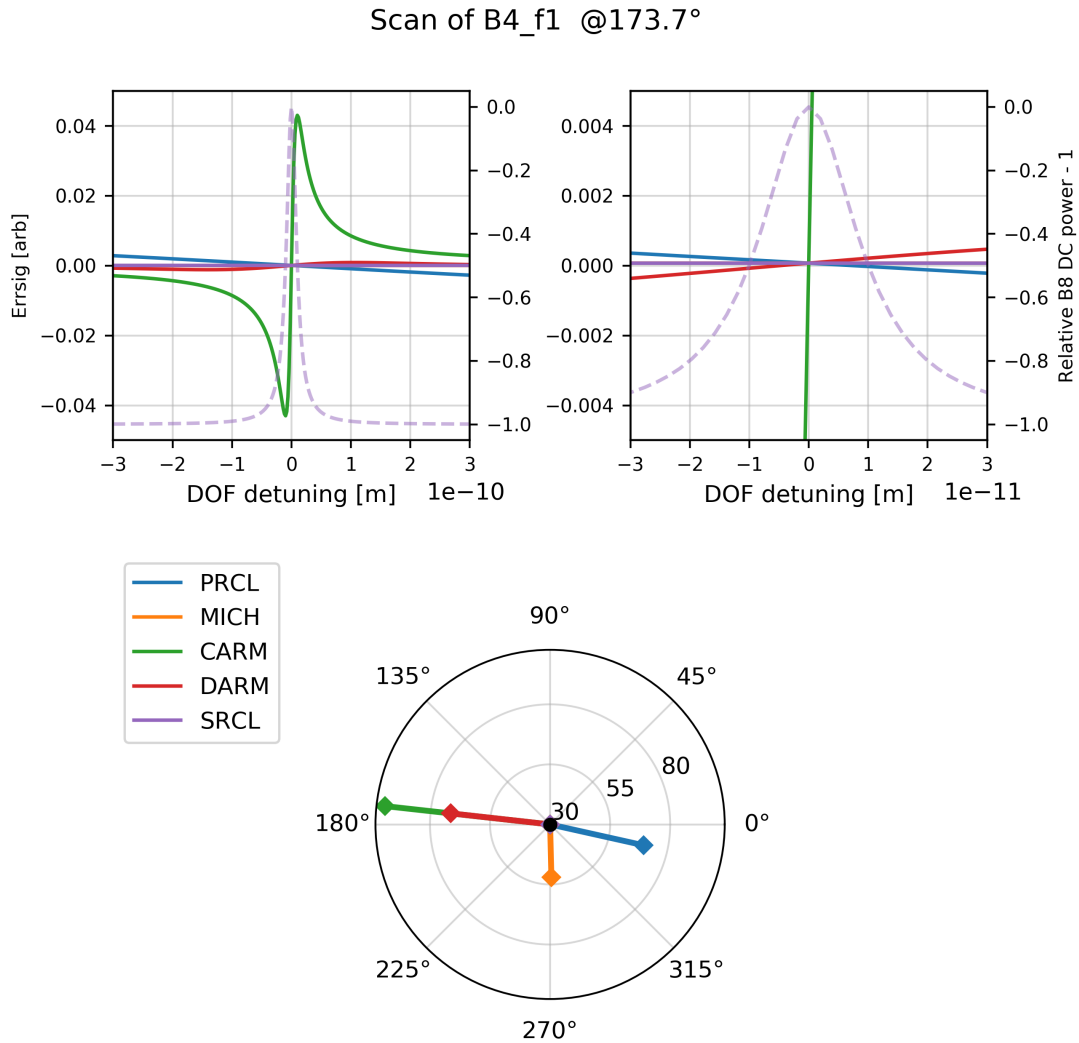 Scan of B4_f1 @173.7°
Errsig [arb]
0.04
0.02
0.00
−0.02
−0.04
0.0
−0.2
−0.4
−0.6
−0.8
−1.0
−3 −2 −1 0 1 2 3
DOF detuning [m] 1e−10
0.004
0.002
0.000
−0.002
−0.004
0.0
−0.2
−0.4
−0.6
−0.8
−1.0
Relative B8 DC power - 1
−3 −2 −1 0 1 2 3
DOF detuning [m] 1e−11
PRCL
MICH
CARM
DARM
SRCL
90°
135° 45°
80
55
30
180° 0°
225° 315°
270°